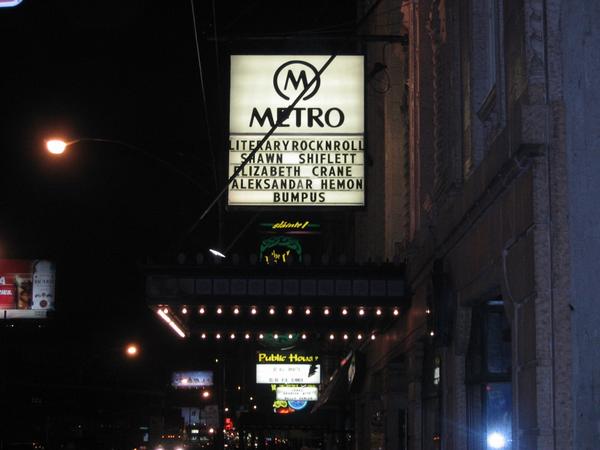 M
METRO
LITERARYROCKNROLL
SHAWN SHIFLETT
ELIZABETH CRANE
ALEKSANDAR HEMON
BUMPUS
Public House